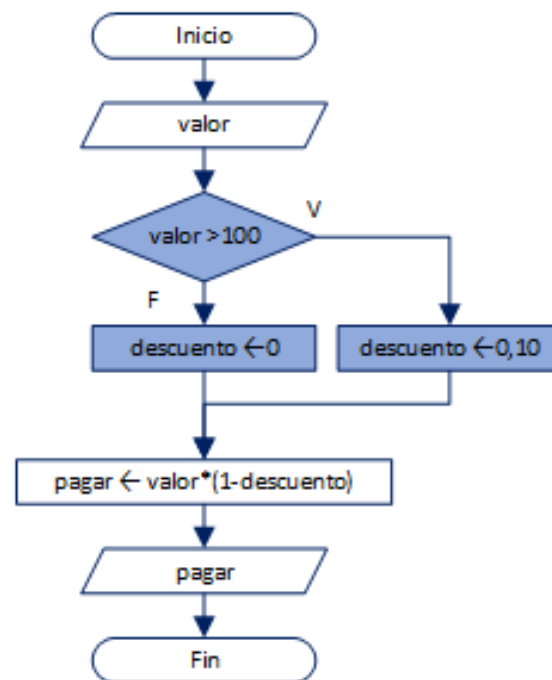 Inicio
valor
valor >100
V
F
descuento ←0
descuento ←0,10
pagar ← valor*(1-descuento)
pagar
Fin